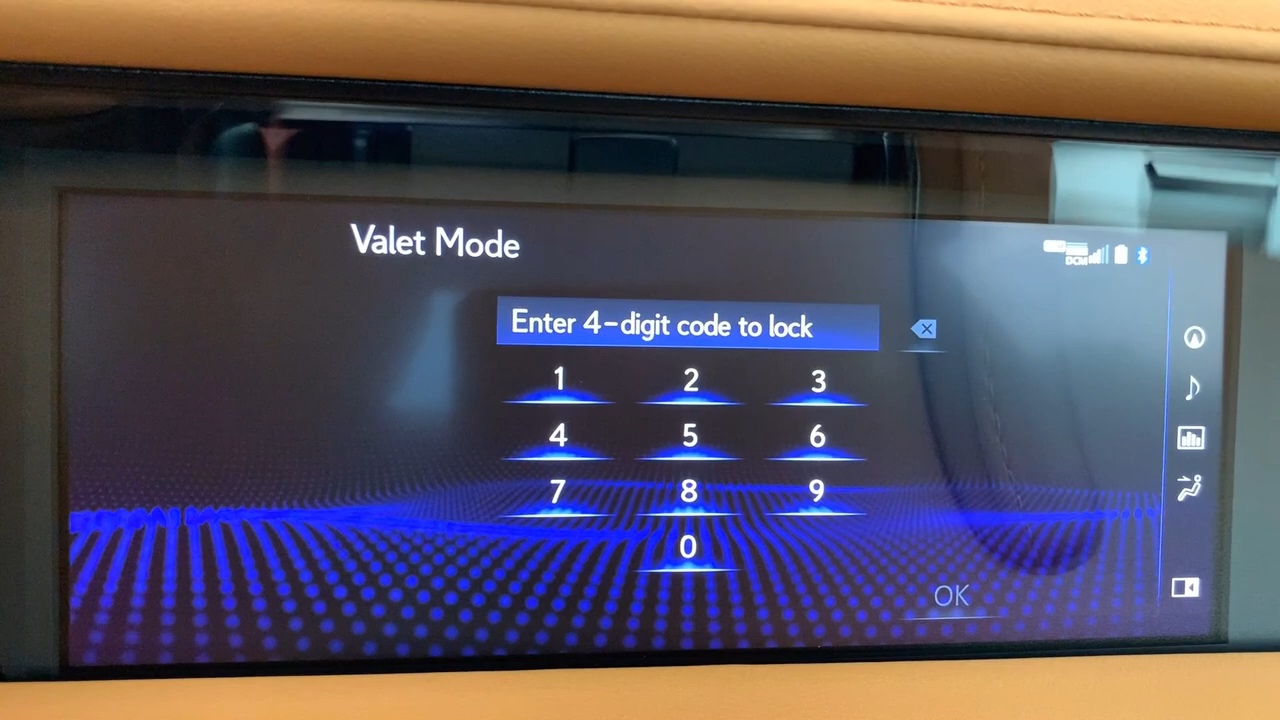 Valet Mode
DCM
Enter 4-digit code to lock
1 2 3
4 5 6
7 8 9
0
OK